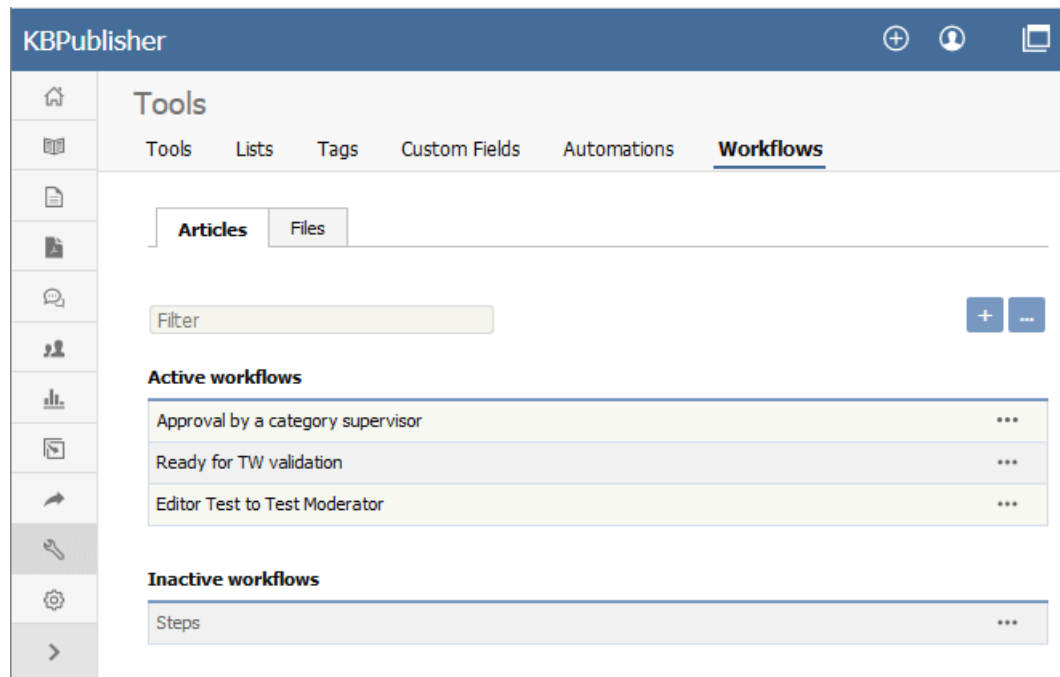 KBPublisher
Tools
Tools Lists Tags Custom Fields Automations Workflows
Articles Files
Filter
+ ...
Active workflows
Approval by a category supervisor
Ready for TW validation
Editor Test to Test Moderator
Inactive workflows
Steps